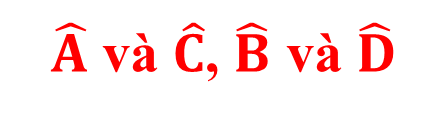 Â và Ĉ, B̂ và D̂